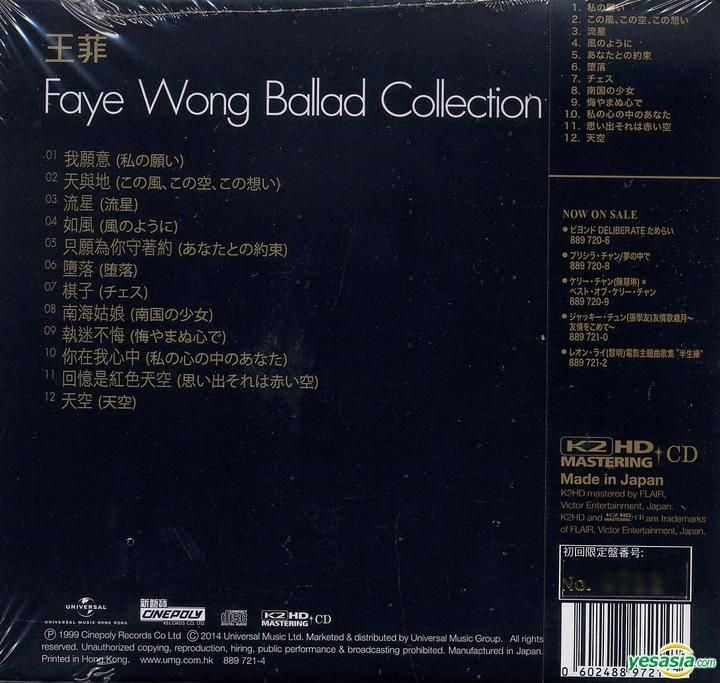 王菲
Faye Wong Ballad Collection
01 我願意 (私の願い)
02 天與地 (この風、この空、この想い)
03 流星 (流星)
04 如風 (風のように)
05 只願為你守著約 (あなたとの約束)
06 墮落 (堕落)
07 棋子 (チェス)
08 南海姑娘 (南国の少女)
09 執迷不悔 (悔やまぬ心で)
10 你在我心中 (私の心の中のあなた)
11 回憶是紅色天空 (思い出それは赤い空)
12 天空 (天空)
UNIVERSAL
UNIVERSAL MUSIC HONG KONG
新藝寶
CINEPOLY
RECORDS CO. LTD
COMPACT disc DIGITAL AUDIO
K2 HD MASTERING + CD
Ⓟ 1999 Cinepoly Records Co Ltd Ⓒ 2014 Universal Music Ltd. Marketed & distributed by Universal Music Group. All rights
reserved. Unauthorized copying, reproduction, hiring, public performance & broadcasting prohibited. Manufactured in Japan.
Printed in Hong Kong. www.umg.com.hk 889 721-4
1. 私の願い
2. この風、この空、この想い
3. 流星
4. 風のように
5. あなたとの約束
6. 堕落
7. チェス
8. 南国の少女
9. 悔やまぬ心で
10. 私の心の中のあなた
11. 思い出それは赤い空
12. 天空
NOW ON SALE
● ビヨンド DELIBERATE ためらい
889 720-6
● プリシラ・チャン/夢の中で
889 720-8
● ケリー・チャン(陳慧琳)*
ベスト・オブ・ケリー・チャン
889 720-9
● ジャッキー・チュン(張學友)友情歌歳月～
友情をこめて～
889 721-0
● レオン・ライ(黎明)電影主題曲歌集 "半生緣"
889 721-2
K2 HD MASTERING + CD
Made in Japan
K2HD mastered by FLAIR,
Victor Entertainment, Japan.
K2HD and K2 HD MASTERING + CD are trademarks
of FLAIR, Victor Entertainment, Japan.
初回限定盤番号:
No.
0 602488 9721
yesasia.com